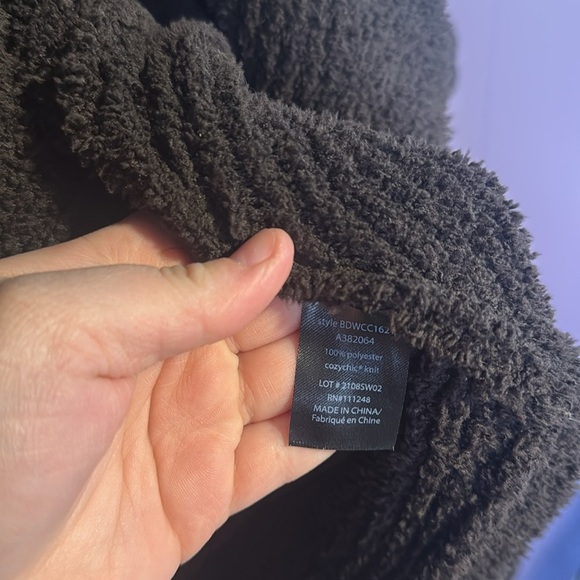 style BDWCC162
A382064
100% polyester
cozychic® knit
LOT # 2108SW02
RN#111248
MADE IN CHINA/
Fabriqué en Chine